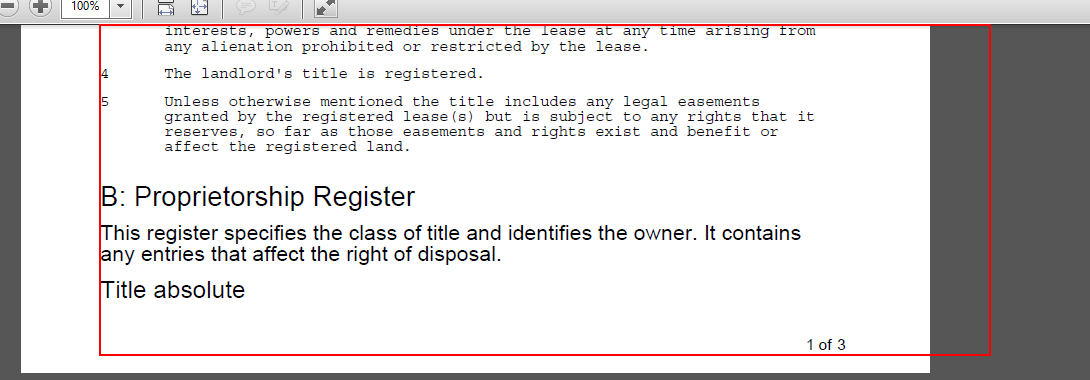 100%
interests, powers and remedies under the lease at any time arising from
any alienation prohibited or restricted by the lease.
4 The landlord's title is registered.
5 Unless otherwise mentioned the title includes any legal easements
granted by the registered lease(s) but is subject to any rights that it
reserves, so far as those easements and rights exist and benefit or
affect the registered land.
B: Proprietorship Register
This register specifies the class of title and identifies the owner. It contains
any entries that affect the right of disposal.
Title absolute
1 of 3